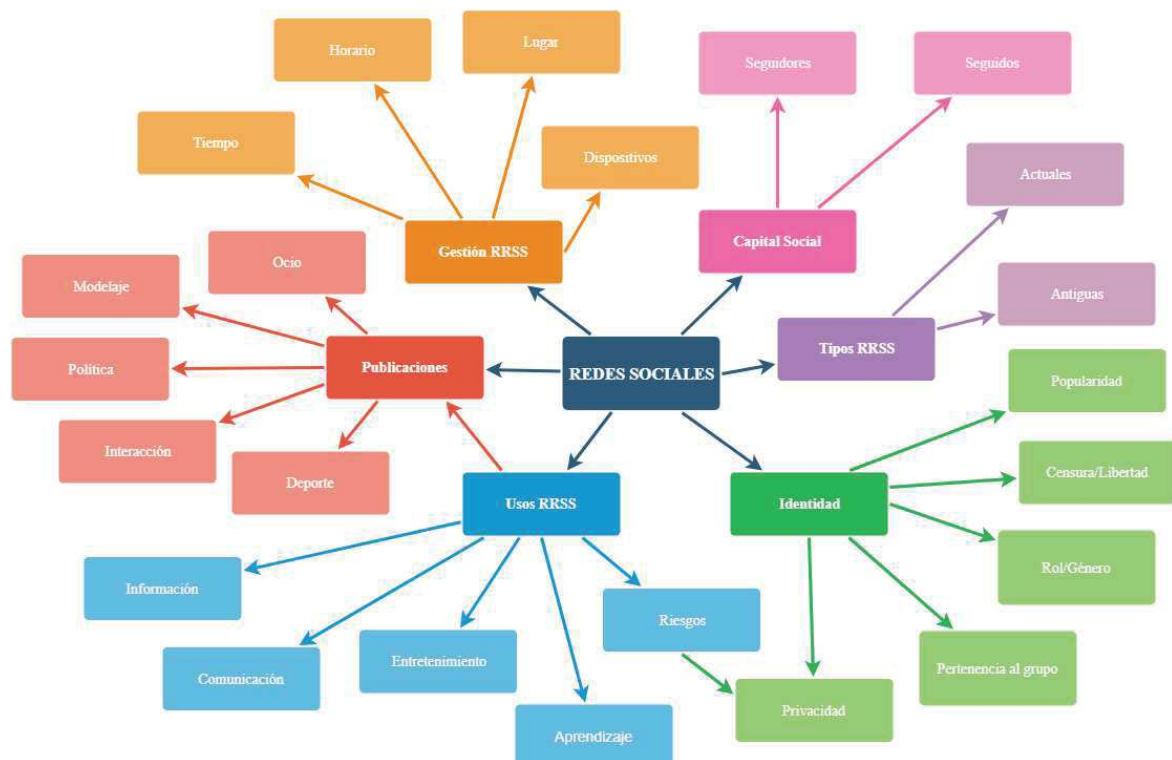 Lugar
Horario
Seguidores
Seguidos
Tiempo
Dispositivos
Actuales
Gestión RRSS
Capital Social
Ocio
Modelaje
Antiguas
Política
Publicaciones
REDES SOCIALES
Tipos RRSS
Popularidad
Interacción
Deporte
Censura/Libertad
Usos RRSS
Identidad
Información
Rol/Género
Riesgos
Comunicación
Entretenimiento
Pertenencia al grupo
Privacidad
Aprendizaje